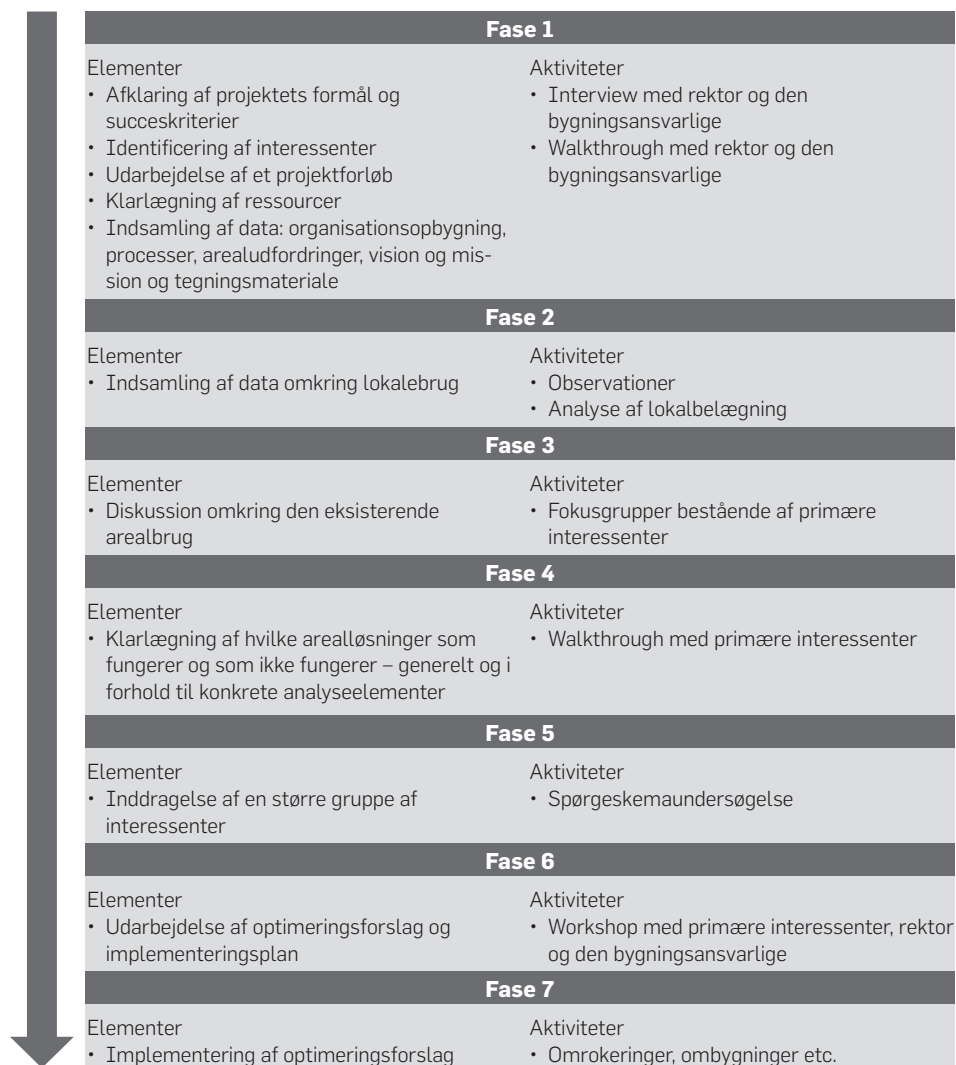 Fase 1
Elementer
• Afklaring af projektets formål og
succeskriterier
• Identificering af interessenter
• Udarbejdelse af et projektforløb
• Klarlægning af ressourcer
• Indsamling af data: organisationsopbygning,
processer, arealudfordringer, vision og mis-
sion og tegningsmateriale
Aktiviteter
• Interview med rektor og den
bygningsansvarlige
• Walkthrough med rektor og den
bygningsansvarlige
Fase 2
Elementer
• Indsamling af data omkring lokalebrug
Aktiviteter
• Observationer
• Analyse af lokalbelægning
Fase 3
Elementer
• Diskussion omkring den eksisterende
arealbrug
Aktiviteter
• Fokusgrupper bestående af primære
interessenter
Fase 4
Elementer
• Klarlægning af hvilke arealløsninger som
fungerer og som ikke fungerer – generelt og i
forhold til konkrete analyseelementer
Aktiviteter
• Walkthrough med primære interessenter
Fase 5
Elementer
• Inddragelse af en større gruppe af
interessenter
Aktiviteter
• Spørgeskemaundersøgelse
Fase 6
Elementer
• Udarbejdelse af optimeringsforslag og
implementeringsplan
Aktiviteter
• Workshop med primære interessenter, rektor
og den bygningsansvarlige
Fase 7
Elementer
• Implementering af optimeringsforslag
Aktiviteter
• Omrokeringer, ombygninger etc.